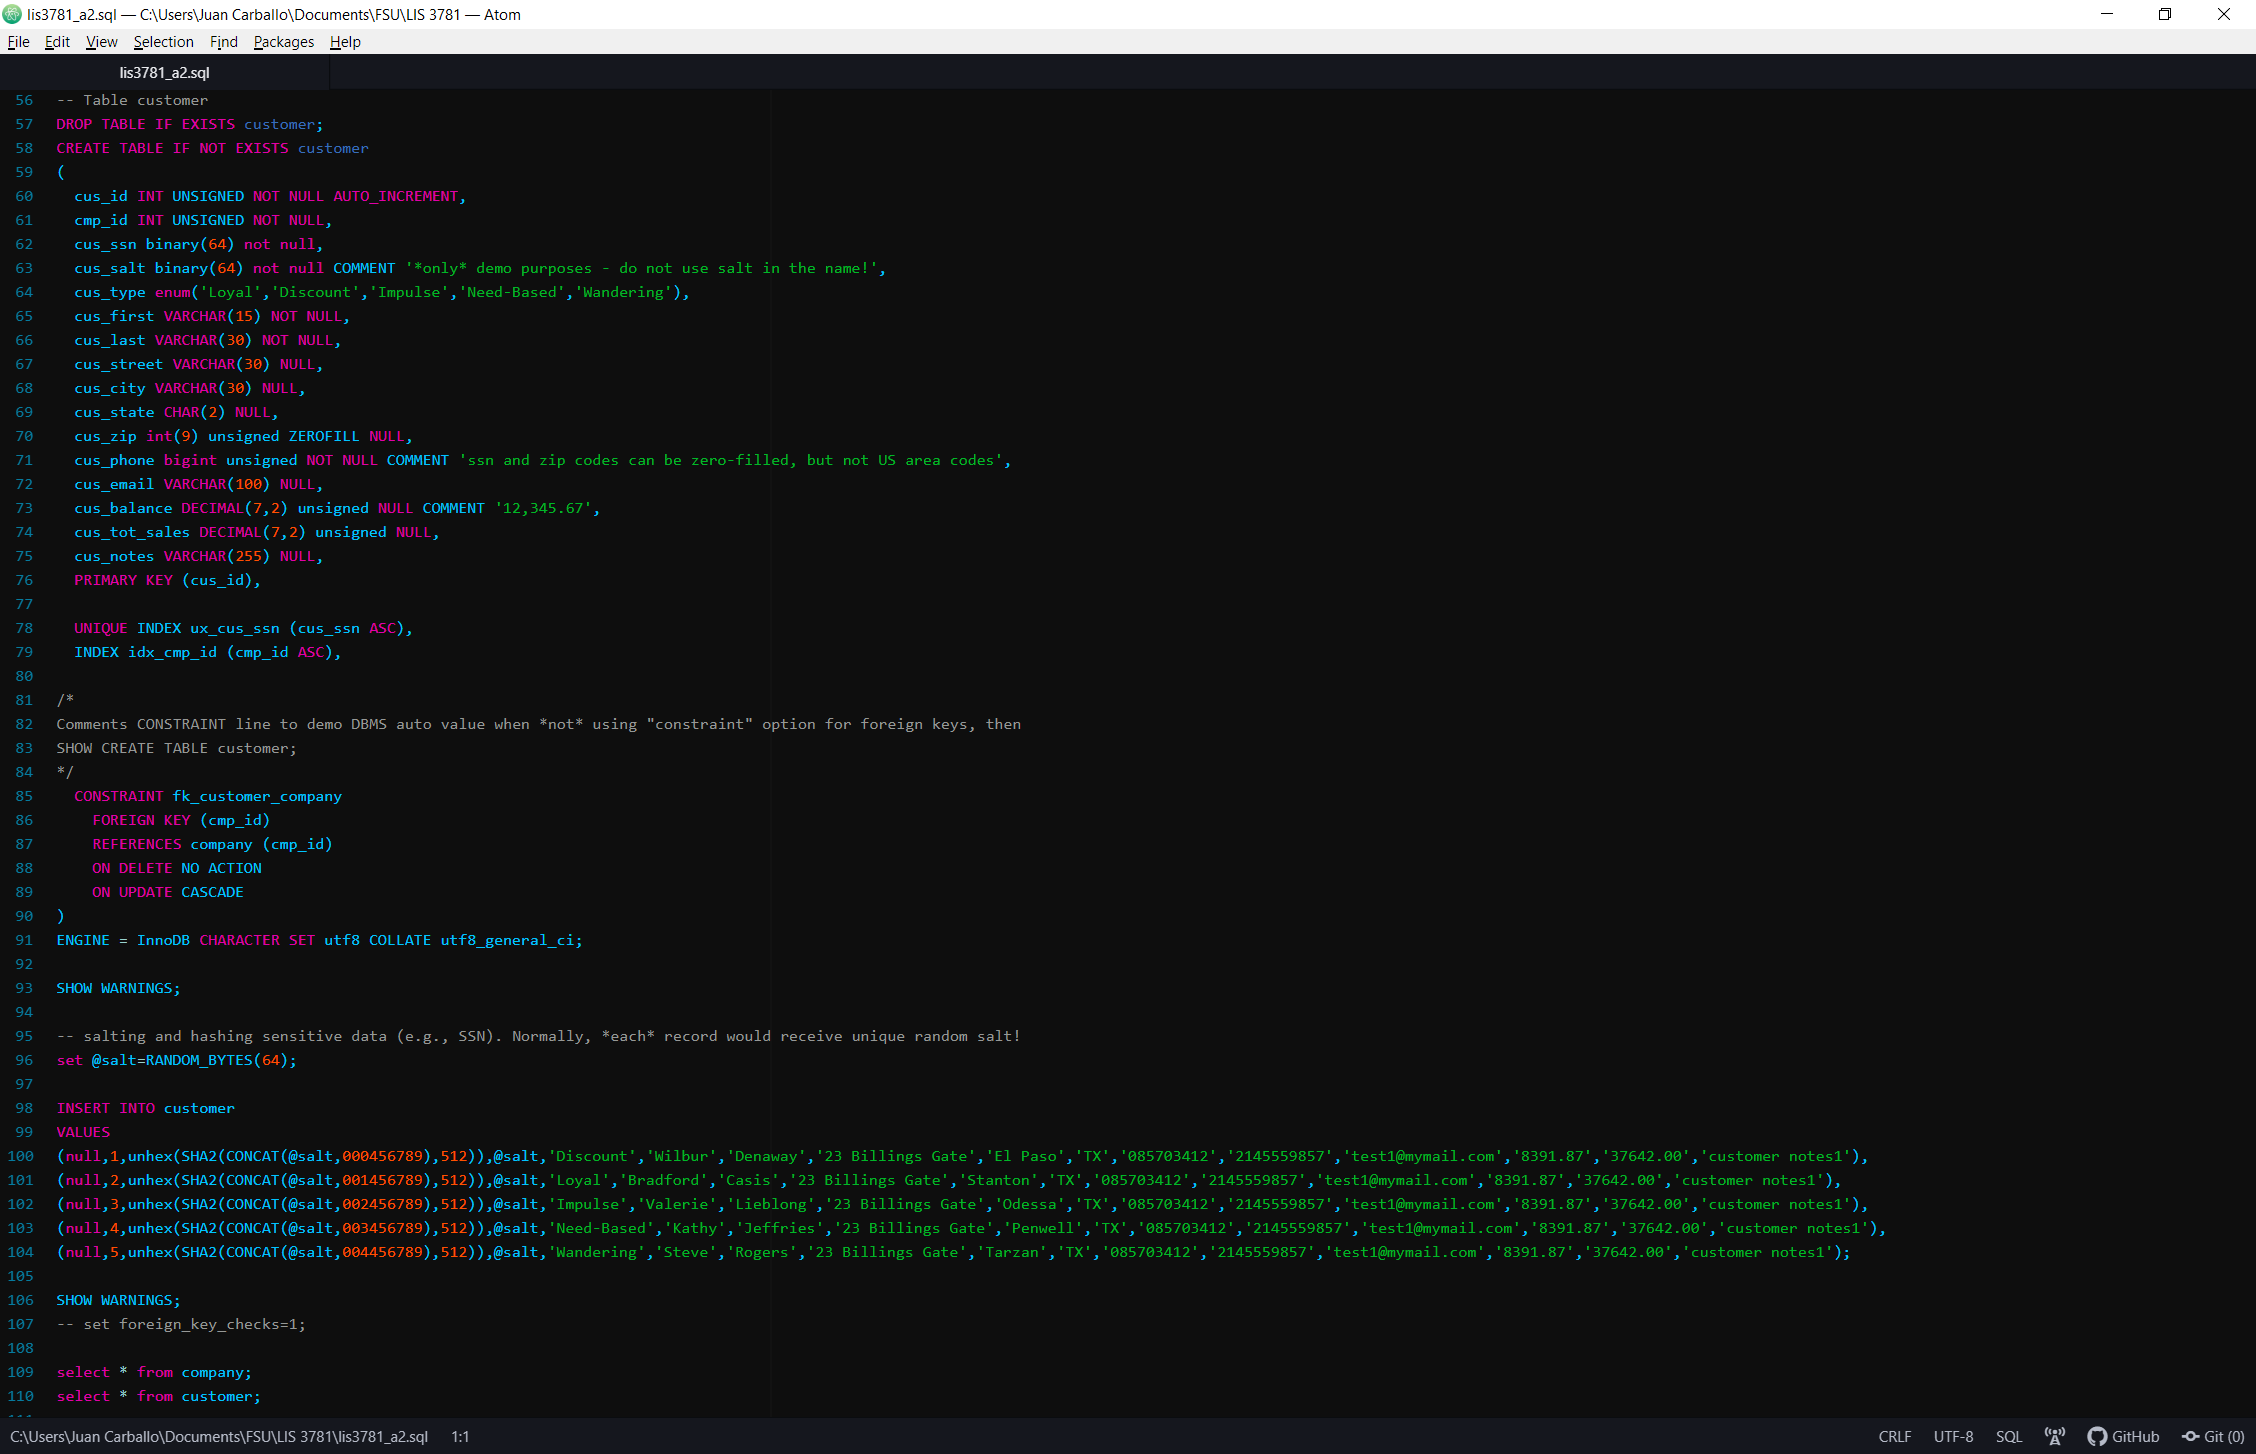 lis3781_a2.sql — C:\Users\Juan Carballo\Documents\FSU\LIS 3781 — Atom
File Edit View Selection Find Packages Help
lis3781_a2.sql
56 -- Table customer
57 DROP TABLE IF EXISTS customer;
58 CREATE TABLE IF NOT EXISTS customer
59 (
60 cus_id INT UNSIGNED NOT NULL AUTO_INCREMENT,
61 cmp_id INT UNSIGNED NOT NULL,
62 cus_ssn binary(64) not null,
63 cus_salt binary(64) not null COMMENT '*only* demo purposes - do not use salt in the name!',
64 cus_type enum('Loyal','Discount','Impulse','Need-Based','Wandering'),
65 cus_first VARCHAR(15) NOT NULL,
66 cus_last VARCHAR(30) NOT NULL,
67 cus_street VARCHAR(30) NULL,
68 cus_city VARCHAR(30) NULL,
69 cus_state CHAR(2) NULL,
70 cus_zip int(9) unsigned ZEROFILL NULL,
71 cus_phone bigint unsigned NOT NULL COMMENT 'ssn and zip codes can be zero-filled, but not US area codes',
72 cus_email VARCHAR(100) NULL,
73 cus_balance DECIMAL(7,2) unsigned NULL COMMENT '12,345.67',
74 cus_tot_sales DECIMAL(7,2) unsigned NULL,
75 cus_notes VARCHAR(255) NULL,
76 PRIMARY KEY (cus_id),
77
78 UNIQUE INDEX ux_cus_ssn (cus_ssn ASC),
79 INDEX idx_cmp_id (cmp_id ASC),
80
81 /*
82 Comments CONSTRAINT line to demo DBMS auto value when *not* using "constraint" option for foreign keys, then
83 SHOW CREATE TABLE customer;
84 */
85 CONSTRAINT fk_customer_company
86 FOREIGN KEY (cmp_id)
87 REFERENCES company (cmp_id)
88 ON DELETE NO ACTION
89 ON UPDATE CASCADE
90 )
91 ENGINE = InnoDB CHARACTER SET utf8 COLLATE utf8_general_ci;
92
93 SHOW WARNINGS;
94
95 -- salting and hashing sensitive data (e.g., SSN). Normally, *each* record would receive unique random salt!
96 set @salt=RANDOM_BYTES(64);
97
98 INSERT INTO customer
99 VALUES
100 (null,1,unhex(SHA2(CONCAT(@salt,000456789),512)),@salt,'Discount','Wilbur','Denaway','23 Billings Gate','El Paso','TX','085703412','2145559857','test1@mymail.com','8391.87','37642.00','customer notes1'),
101 (null,2,unhex(SHA2(CONCAT(@salt,001456789),512)),@salt,'Loyal','Bradford','Casis','23 Billings Gate','Stanton','TX','085703412','2145559857','test1@mymail.com','8391.87','37642.00','customer notes1'),
102 (null,3,unhex(SHA2(CONCAT(@salt,002456789),512)),@salt,'Impulse','Valerie','Lieblong','23 Billings Gate','Odessa','TX','085703412','2145559857','test1@mymail.com','8391.87','37642.00','customer notes1'),
103 (null,4,unhex(SHA2(CONCAT(@salt,003456789),512)),@salt,'Need-Based','Kathy','Jeffries','23 Billings Gate','Penwell','TX','085703412','2145559857','test1@mymail.com','8391.87','37642.00','customer notes1'),
104 (null,5,unhex(SHA2(CONCAT(@salt,004456789),512)),@salt,'Wandering','Steve','Rogers','23 Billings Gate','Tarzan','TX','085703412','2145559857','test1@mymail.com','8391.87','37642.00','customer notes1');
105
106 SHOW WARNINGS;
107 -- set foreign_key_checks=1;
108
109 select * from company;
110 select * from customer;
C:\Users\Juan Carballo\Documents\FSU\LIS 3781\lis3781_a2.sql 1:1 CRLF UTF-8 SQL GitHub Git (0)